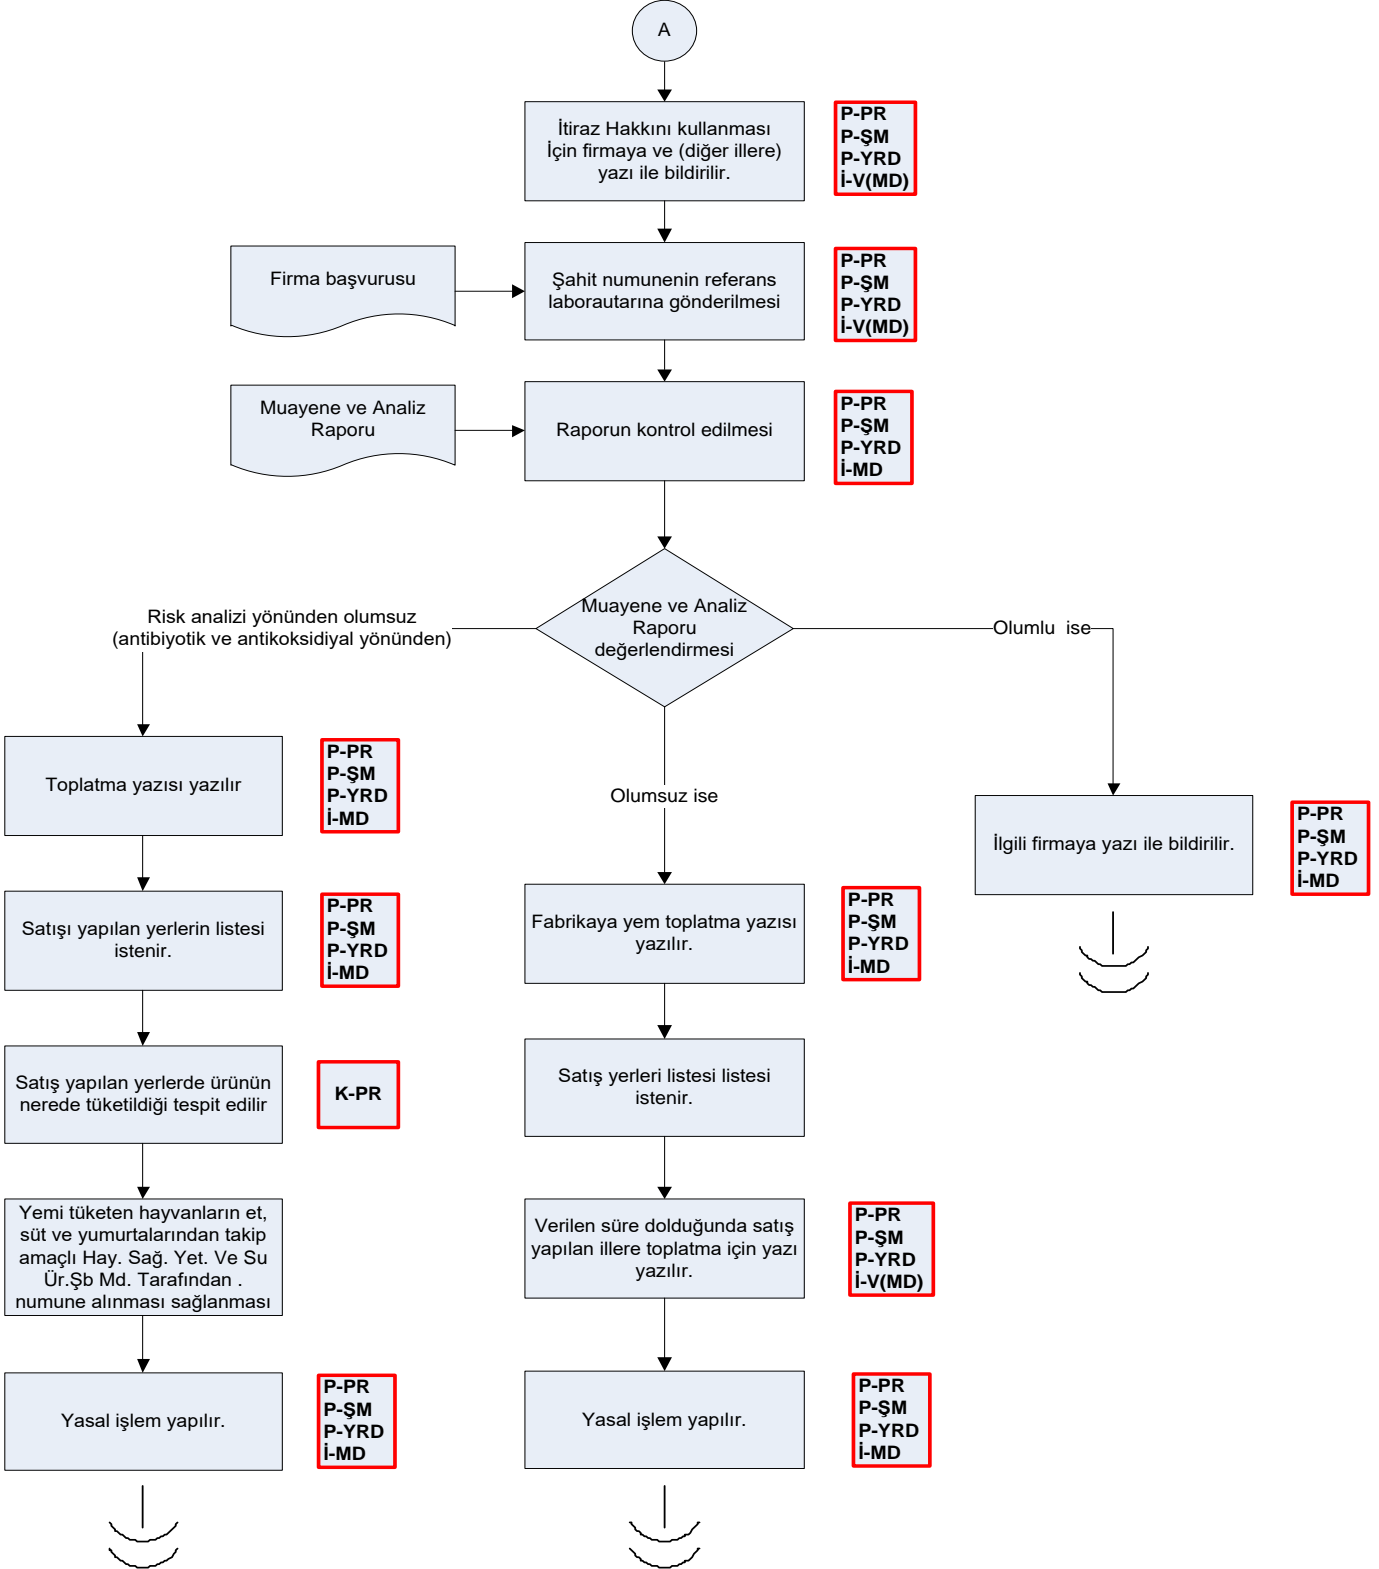 A
İtiraz Hakkını kullanması
İçin firmaya ve (diğer illere)
yazı ile bildirilir.
P-PR
P-ŞM
P-YRD
İ-V(MD)
Firma başvurusu
Şahit numunenin referans
laborautarına gönderilmesi
P-PR
P-ŞM
P-YRD
İ-V(MD)
Muayene ve Analiz
Raporu
Raporun kontrol edilmesi
P-PR
P-ŞM
P-YRD
İ-MD
Muayene ve Analiz
Raporu
değerlendirmesi
Risk analizi yönünden olumsuz
(antibiyotik ve antikoksidiyal yönünden)
Olumlu ise
Olumsuz ise
Toplatma yazısı yazılır
P-PR
P-ŞM
P-YRD
İ-MD
İlgili firmaya yazı ile bildirilir.
P-PR
P-ŞM
P-YRD
İ-MD
Satışı yapılan yerlerin listesi
istenir.
P-PR
P-ŞM
P-YRD
İ-MD
Fabrikaya yem toplatma yazısı
yazılır.
P-PR
P-ŞM
P-YRD
İ-MD
Satış yapılan yerlerde ürünün
nerede tüketildiği tespit edilir
K-PR
Satış yerleri listesi listesi
istenir.
Yemi tüketen hayvanların et,
süt ve yumurtalarından takip
amaçlı Hay. Sağ. Yet. Ve Su
Ür.Şb Md. Tarafından .
numune alınması sağlanması
Verilen süre dolduğunda satış
yapılan illere toplatma için yazı
yazılır.
P-PR
P-ŞM
P-YRD
İ-V(MD)
Yasal işlem yapılır.
P-PR
P-ŞM
P-YRD
İ-MD
Yasal işlem yapılır.
P-PR
P-ŞM
P-YRD
İ-MD